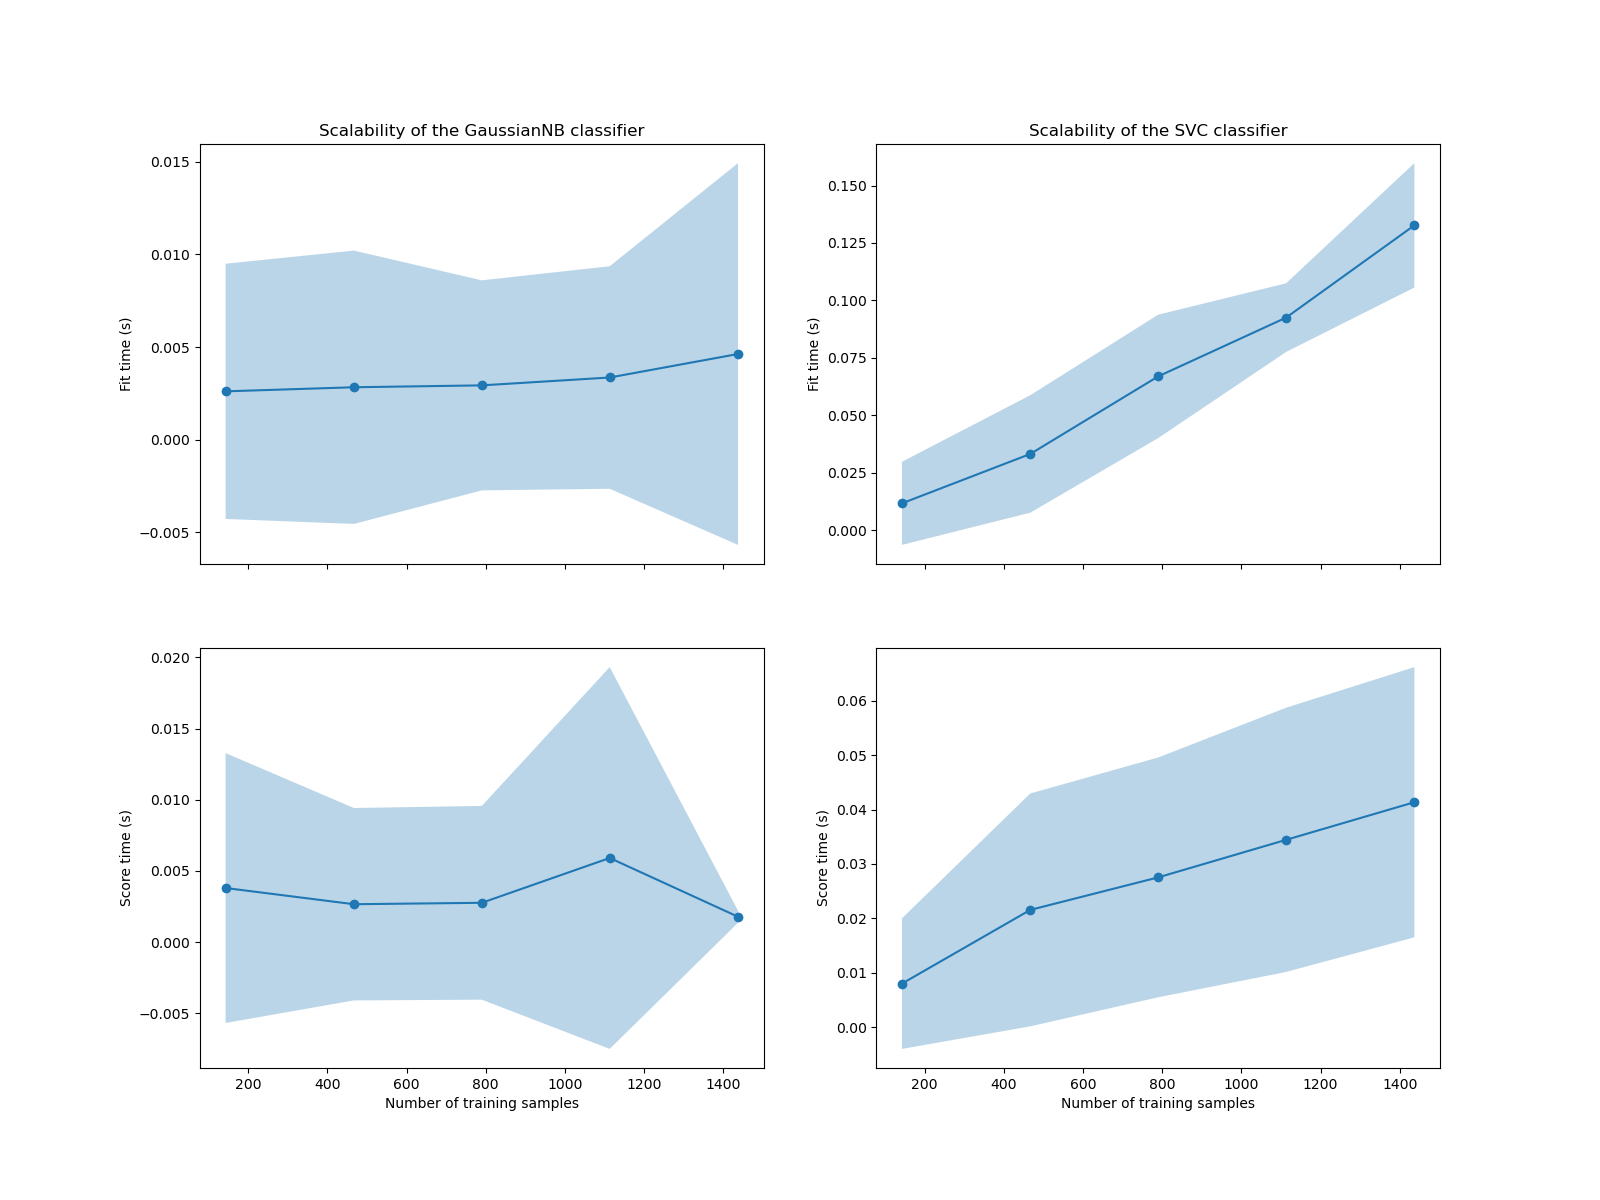 Scalability of the GaussianNB classifier
0.015
0.010
0.005
0.000
−0.005
Fit time (s)
Scalability of the SVC classifier
0.150
0.125
0.100
0.075
0.050
0.025
0.000
Fit time (s)
0.020
0.015
0.010
0.005
0.000
−0.005
Score time (s)
200 400 600 800 1000 1200 1400
Number of training samples
0.06
0.05
0.04
0.03
0.02
0.01
0.00
Score time (s)
200 400 600 800 1000 1200 1400
Number of training samples